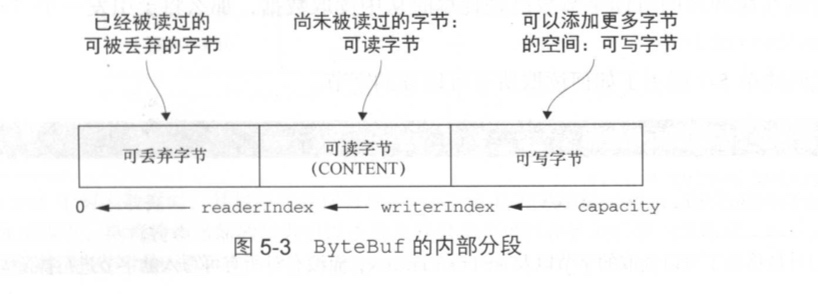 已经被读过的
可被丢弃的字节
尚未被读过的字节：
可读字节
可以添加更多字节
的空间：可写字节
可丢弃字节
可读字节
(CONTENT)
可写字节
0 readerIndex writerIndex capacity
图 5-3 ByteBuf 的内部分段